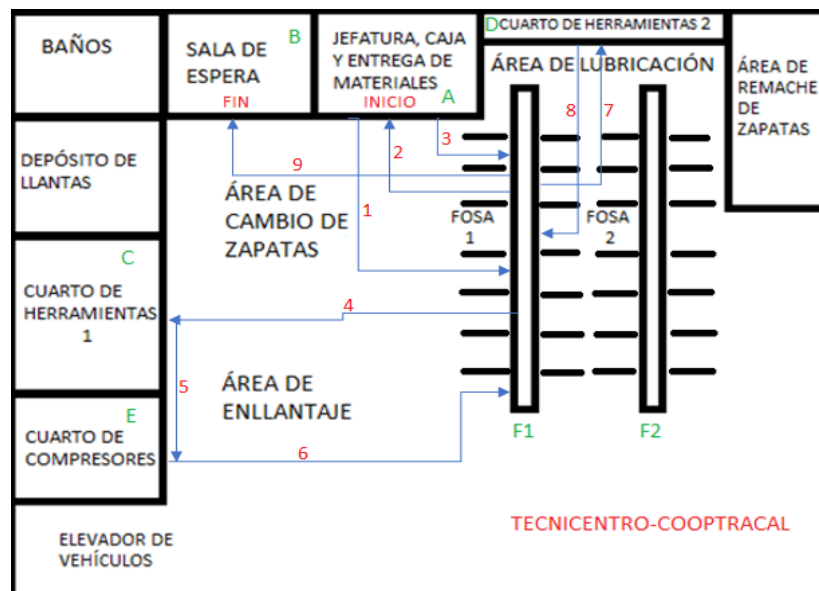 BAÑOS
SALA DE
ESPERA
B
FIN
JEFATURA, CAJA
Y ENTREGA DE
MATERIALES
INICIO
A
D
CUARTO DE HERRAMIENTAS 2
ÁREA DE LUBRICACIÓN
ÁREA DE
REMACHE
DE
ZAPATAS
8
7
3
2
9
1
DEPÓSITO DE
LLANTAS
ÁREA DE
CAMBIO DE
ZAPATAS
FOSA
1
FOSA
2
C
CUARTO DE
HERRAMIENTAS
1
4
5
ÁREA DE
ENLLANTAJE
E
CUARTO DE
COMPRESORES
6
F1
F2
ELEVADOR DE
VEHÍCULOS
TECNICENTRO-COOPTRACAL